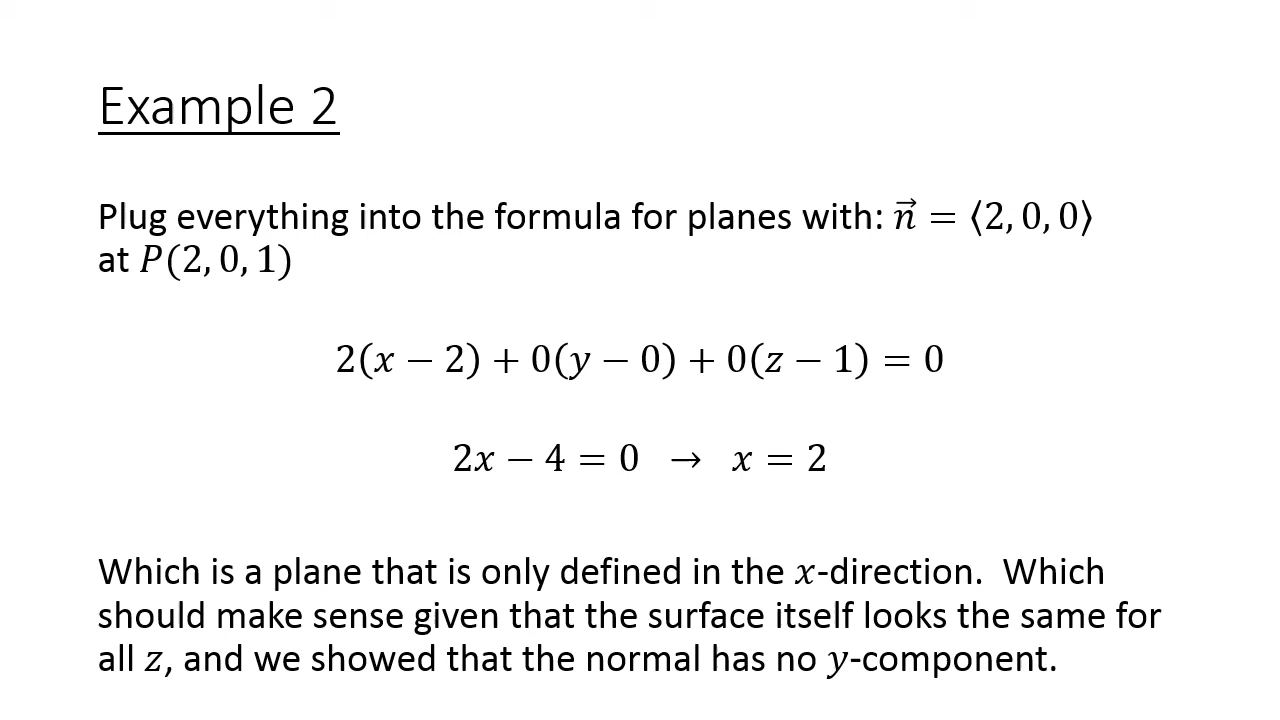 Example 2
Plug everything into the formula for planes with: n⃗ = ⟨2, 0, 0⟩
at P(2, 0, 1)
2(x − 2) + 0(y − 0) + 0(z − 1) = 0
2x − 4 = 0 → x = 2
Which is a plane that is only defined in the x-direction. Which
should make sense given that the surface itself looks the same for
all z, and we showed that the normal has no y-component.